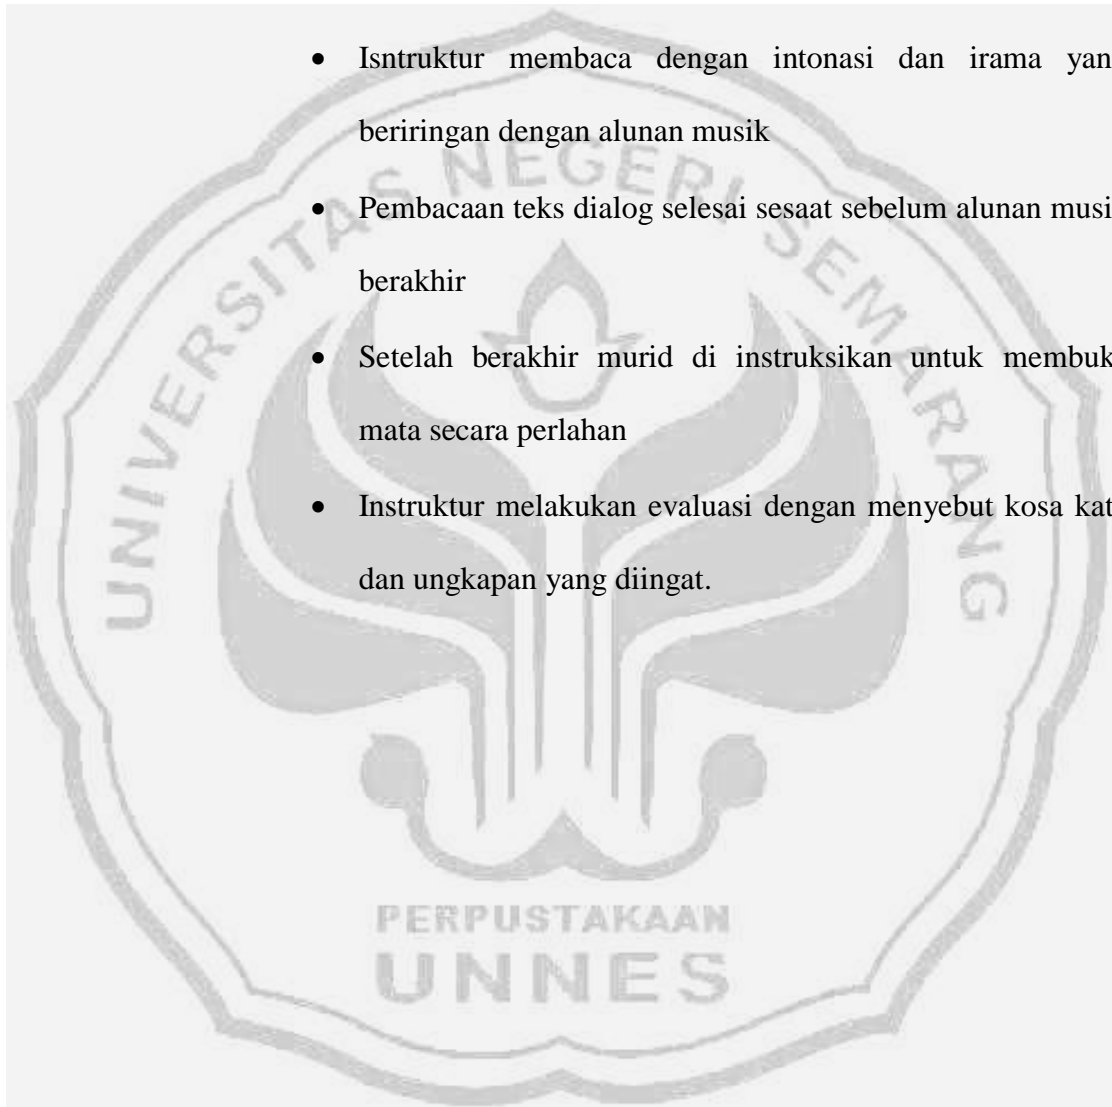 • Isntruktur membaca dengan intonasi dan irama yan
beriringan dengan alunan musik
• Pembacaan teks dialog selesai sesaat sebelum alunan musi
berakhir
• Setelah berakhir murid di instruksikan untuk membuk
mata secara perlahan
• Instruktur melakukan evaluasi dengan menyebut kosa kat
dan ungkapan yang diingat.
UNIVERSITAS NEGERI SEMARANG
PERPUSTAKAAN
UNNES